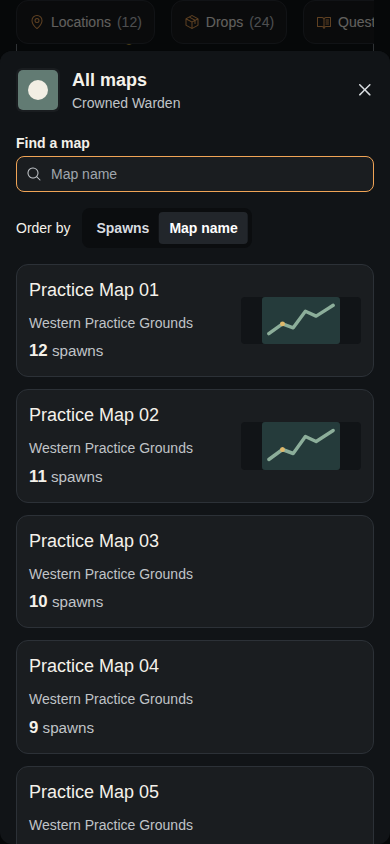 Locations (12)
Drops (24)
Quest
All maps
Crowned Warden
Find a map
Map name
Order by
Spawns
Map name
Practice Map 01
Western Practice Grounds
12 spawns
Practice Map 02
Western Practice Grounds
11 spawns
Practice Map 03
Western Practice Grounds
10 spawns
Practice Map 04
Western Practice Grounds
9 spawns
Practice Map 05
Western Practice Grounds